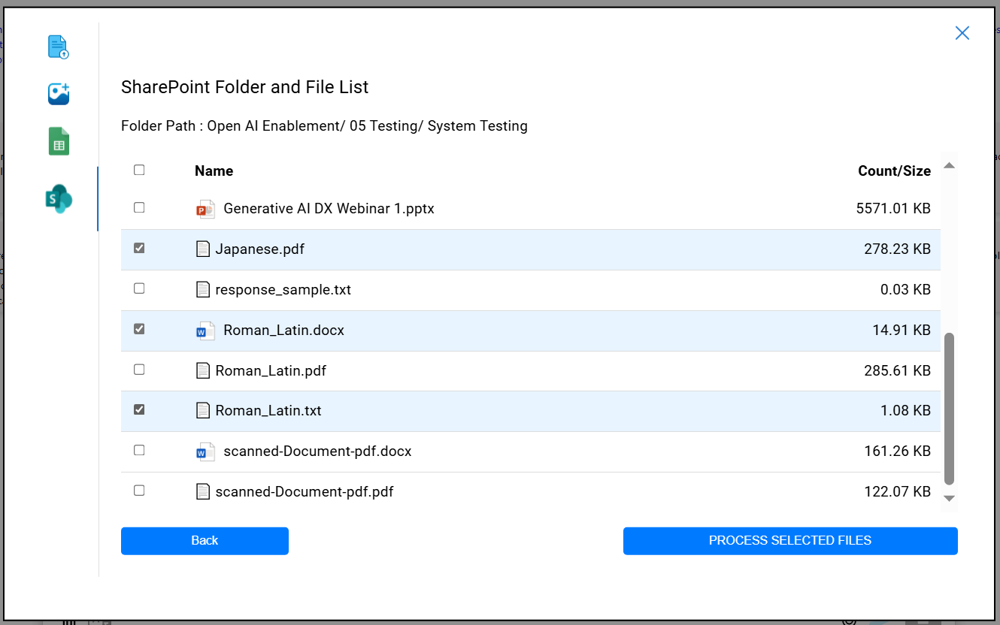 SharePoint Folder and File List
Folder Path : Open AI Enablement/ 05 Testing/ System Testing
Name Count/Size
Generative AI DX Webinar 1.pptx 5571.01 KB
Japanese.pdf 278.23 KB
response_sample.txt 0.03 KB
Roman_Latin.docx 14.91 KB
Roman_Latin.pdf 285.61 KB
Roman_Latin.txt 1.08 KB
scanned-Document-pdf.docx 161.26 KB
scanned-Document-pdf.pdf 122.07 KB
Back PROCESS SELECTED FILES